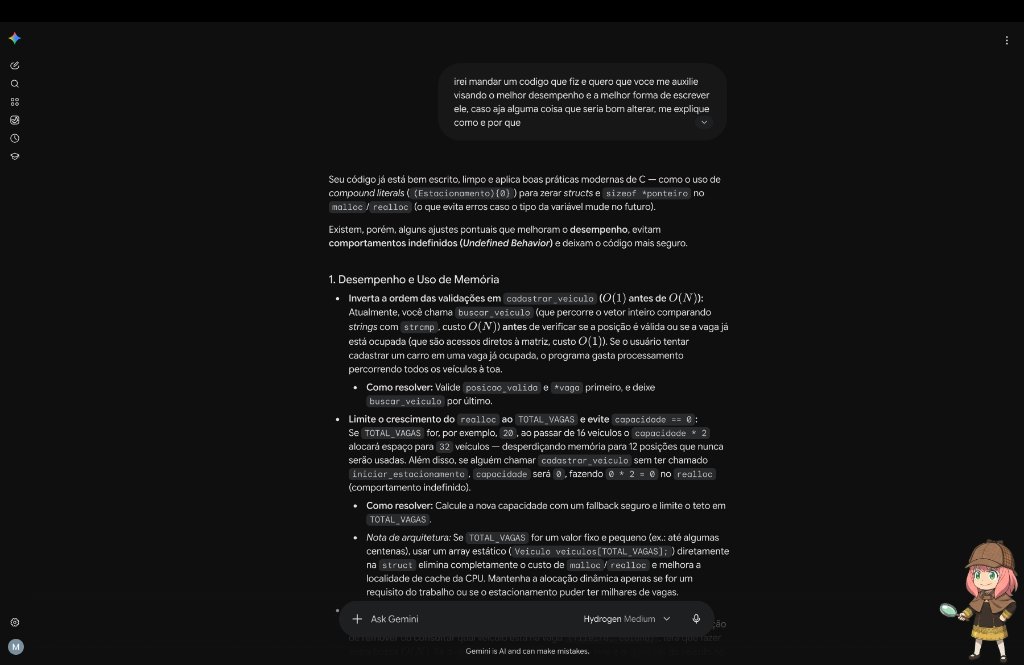 irei mandar um codigo que fiz e quero que voce me auxilie
visando o melhor desempenho e a melhor forma de escrever
ele, caso aja alguma coisa que seria bom alterar, me explique
como e por que
Seu código já está bem escrito, limpo e aplica boas práticas modernas de C — como o uso de
compound literals ( (Estacionamento){0} ) para zerar structs e sizeof *ponteiro no
malloc / realloc (o que evita erros caso o tipo da variável mude no futuro).
Existem, porém, alguns ajustes pontuais que melhoram o desempenho, evitam
comportamentos indefinidos (Undefined Behavior) e deixam o código mais seguro.
1. Desempenho e Uso de Memória
• Inverta a ordem das validações em cadastrar_veiculo (O(1) antes de O(N)):
Atualmente, você chama buscar_veiculo (que percorre o vetor inteiro comparando
strings com strcmp, custo O(N)) antes de verificar se a posição é válida ou se a vaga já
está ocupada (que são acessos diretos à matriz, custo O(1)). Se o usuário tentar
cadastrar um carro em uma vaga já ocupada, o programa gasta processamento
percorrendo todos os veículos à toa.
• Como resolver: Valide posicao_valida e *vaga primeiro, e deixe
buscar_veiculo por último.
• Limite o crescimento do realloc ao TOTAL_VAGAS e evite capacidade == 0 :
Se TOTAL_VAGAS for, por exemplo, 20 , ao passar de 16 veículos o capacidade * 2
alocará espaço para 32 veículos — desperdiçando memória para 12 posições que nunca
serão usadas. Além disso, se alguém chamar cadastrar_veiculo sem ter chamado
iniciar_estacionamento , capacidade será 0 , fazendo 0 * 2 = 0 no realloc
(comportamento indefinido).
• Como resolver: Calcule a nova capacidade com um fallback seguro e limite o teto em
TOTAL_VAGAS .
• Nota de arquitetura: Se TOTAL_VAGAS for um valor fixo e pequeno (ex.: até algumas
centenas), usar um array estático ( Veiculo veiculos[TOTAL_VAGAS]; ) diretamente
na struct elimina completamente o custo de malloc / realloc e melhora a
localidade de cache da CPU. Mantenha a alocação dinâmica apenas se for um
requisito do trabalho ou se o estacionamento puder ter milhares de vagas.
Ask Gemini
Hydrogen Medium
Gemini is AI and can make mistakes.
M